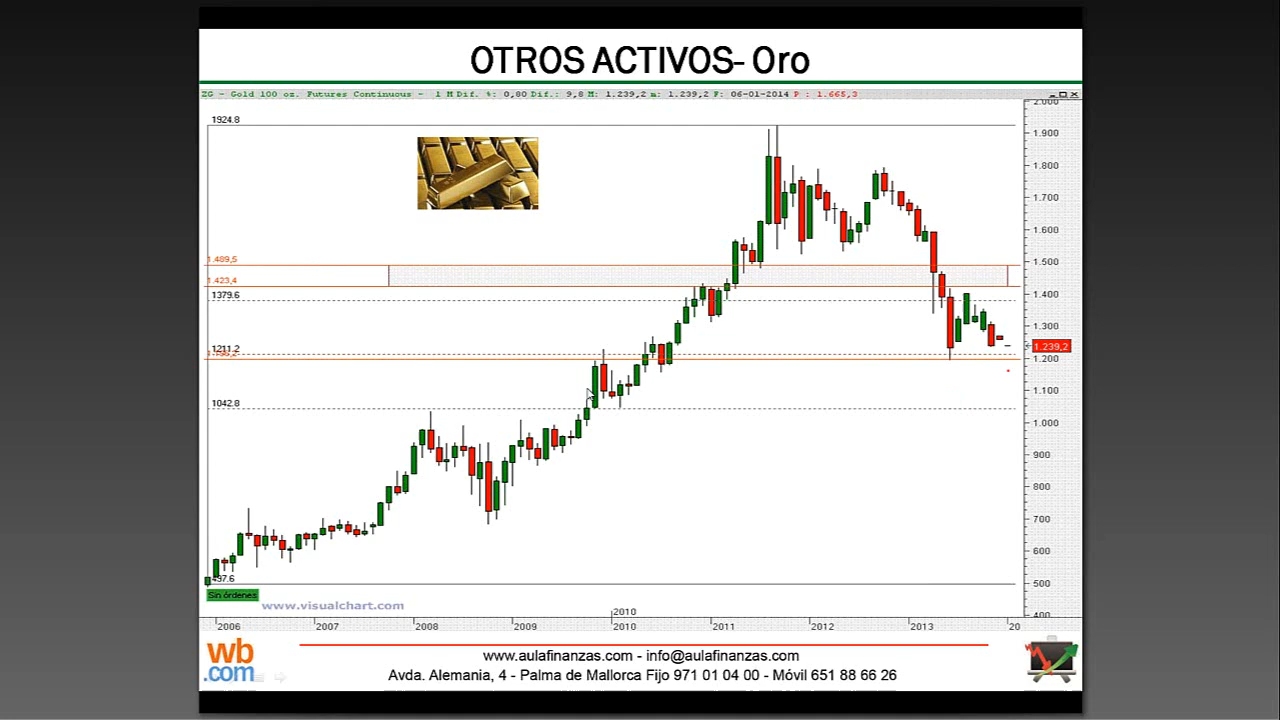 OTROS ACTIVOS- Oro
ZG - Gold 100 oz. Futures Continuous - 1 M Dif. %: 0,80 Dif.: 9,8 M: 1.239,2 m: 1.239,2 F: 06-01-2014 P : 1.665,3
2.000
1924.8
1.900
1.800
1.700
1.600
1.489,5
1.500
1.423,4
1379.6
1.400
1.300
1211.2
1.239,2
1.200
1.100
1042.8
1.000
900
800
700
600
500
Sin órdenes
www.visualchart.com
2010
400
2006 2007 2008 2009 2010 2011 2012 2013 20
wb
.com
www.aulafinanzas.com - info@aulafinanzas.com
Avda. Alemania, 4 - Palma de Mallorca Fijo 971 01 04 00 - Móvil 651 88 66 26